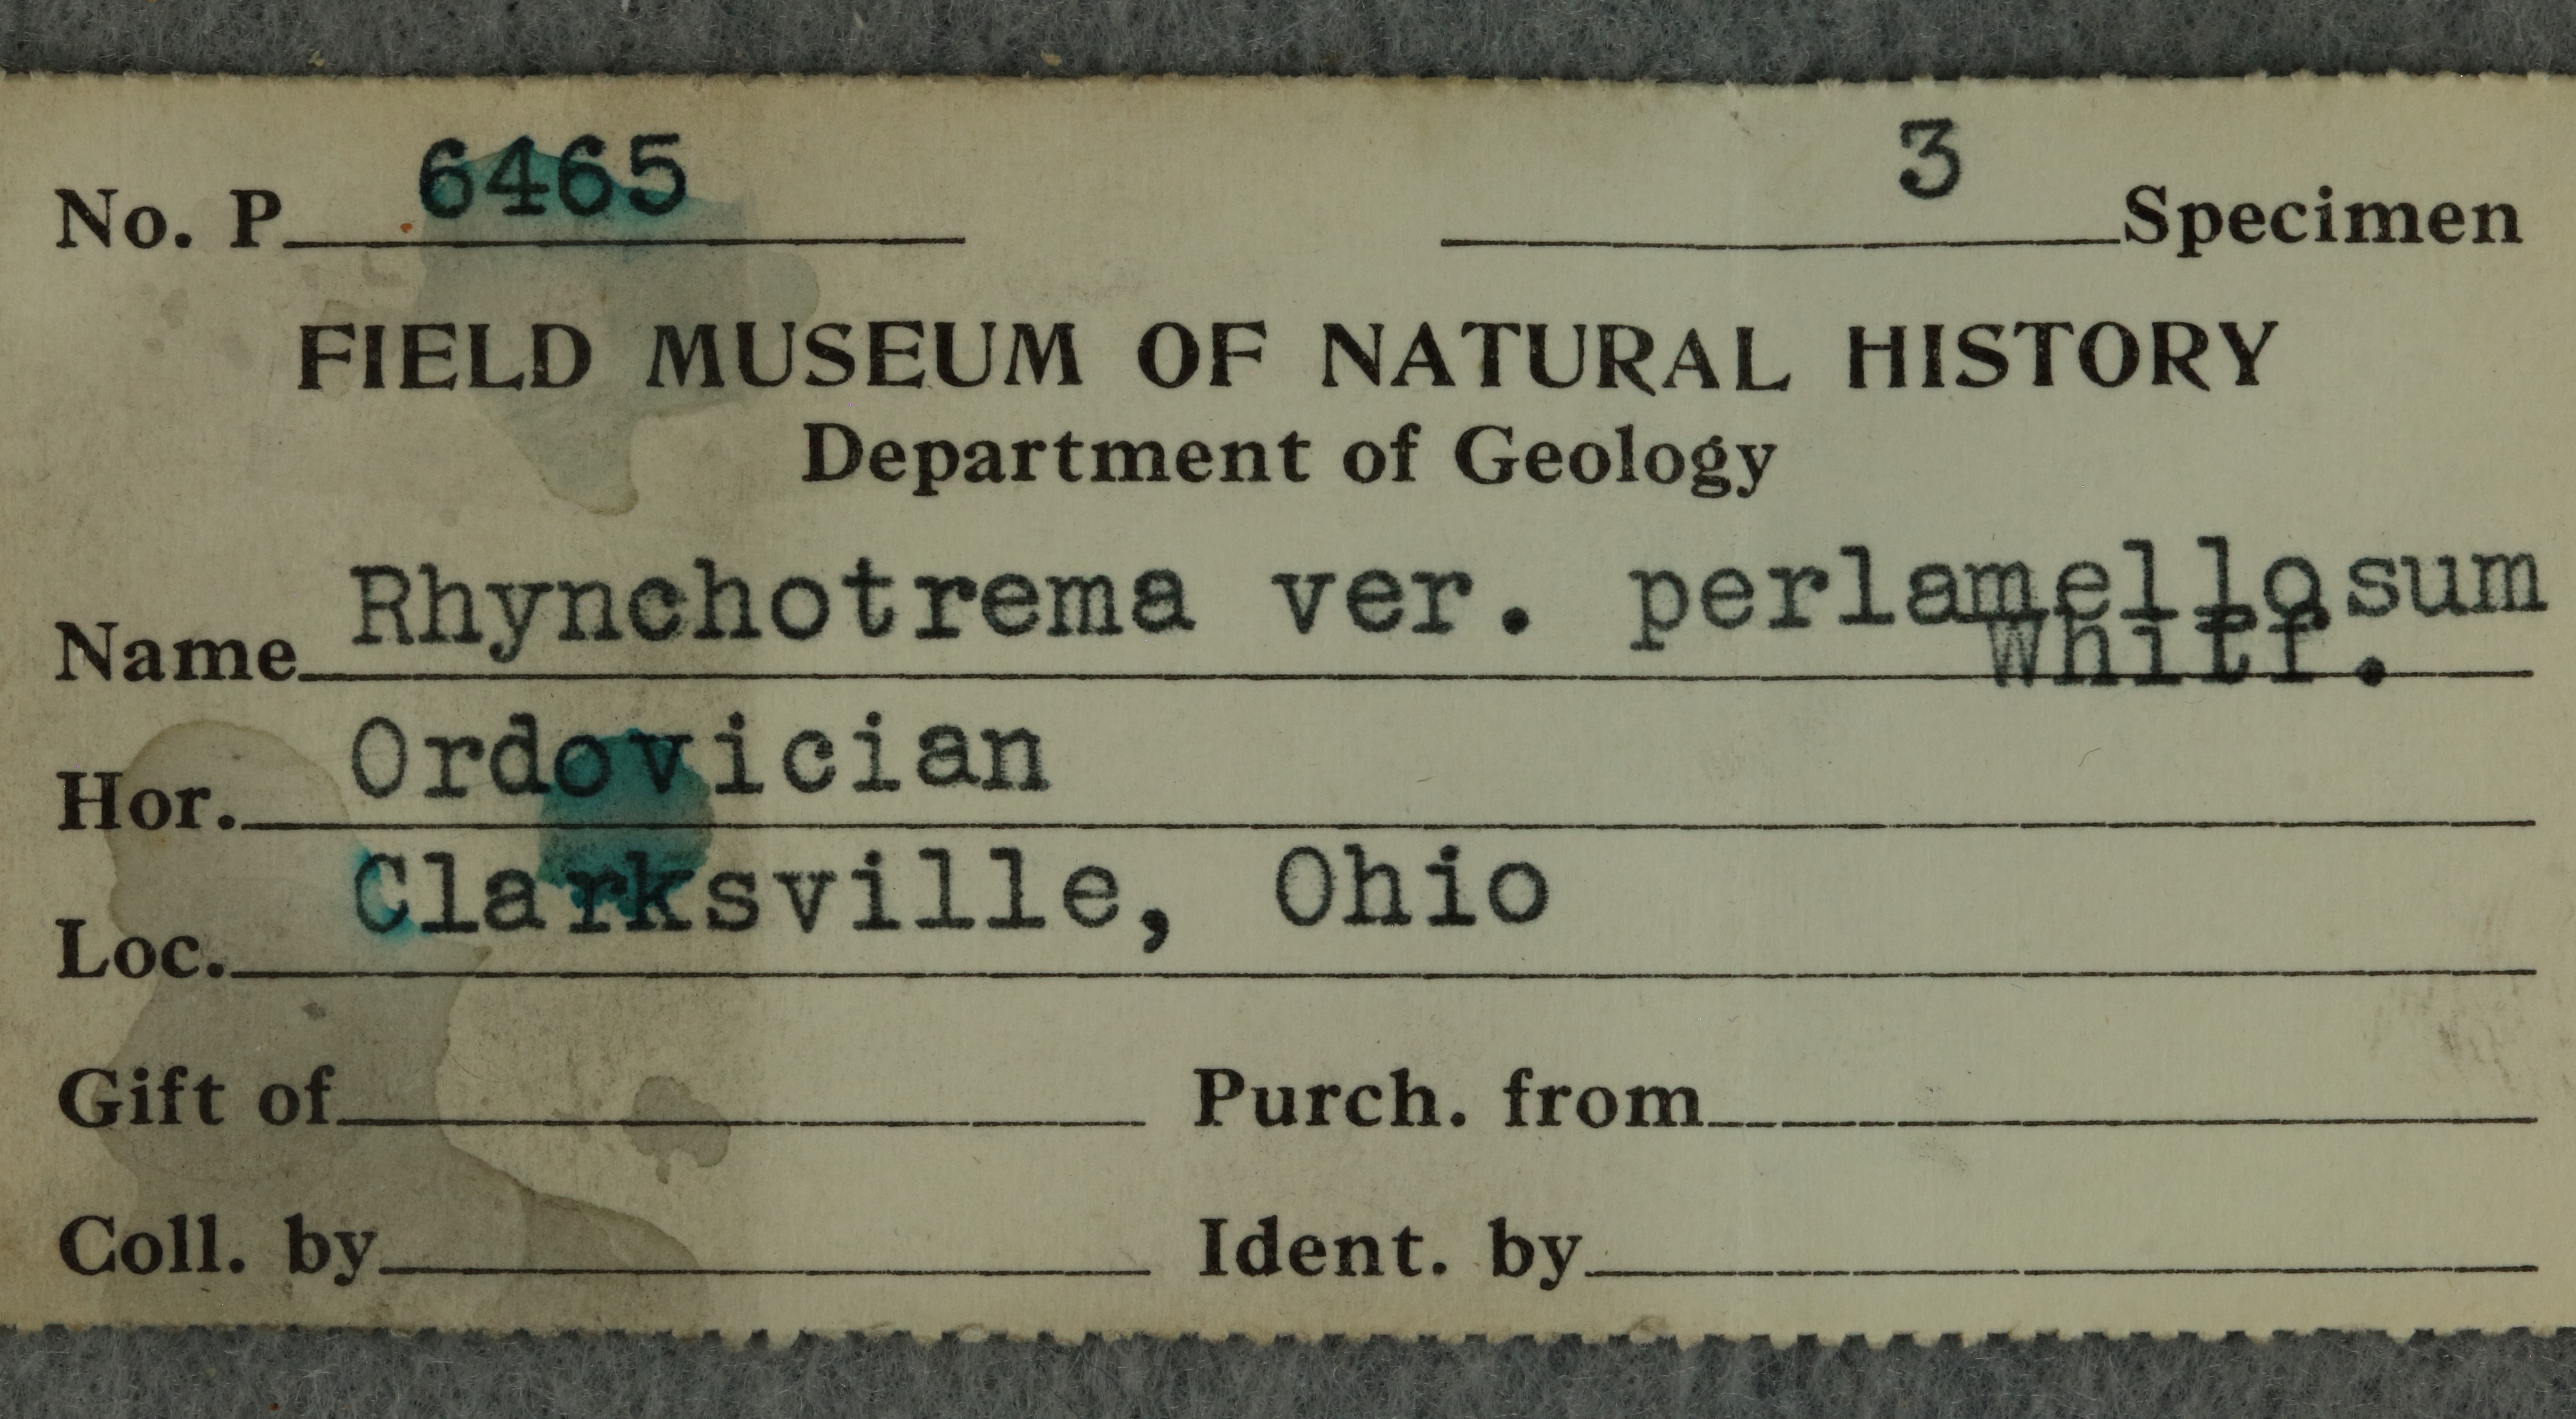 No. P 6465 3 Specimen
FIELD MUSEUM OF NATURAL HISTORY
Department of Geology
Name Rhynchotrema ver. perlamellosum
Whitf.
Hor. Ordovician
Loc. Clarksville, Ohio
Gift of Purch. from
Coll. by Ident. by